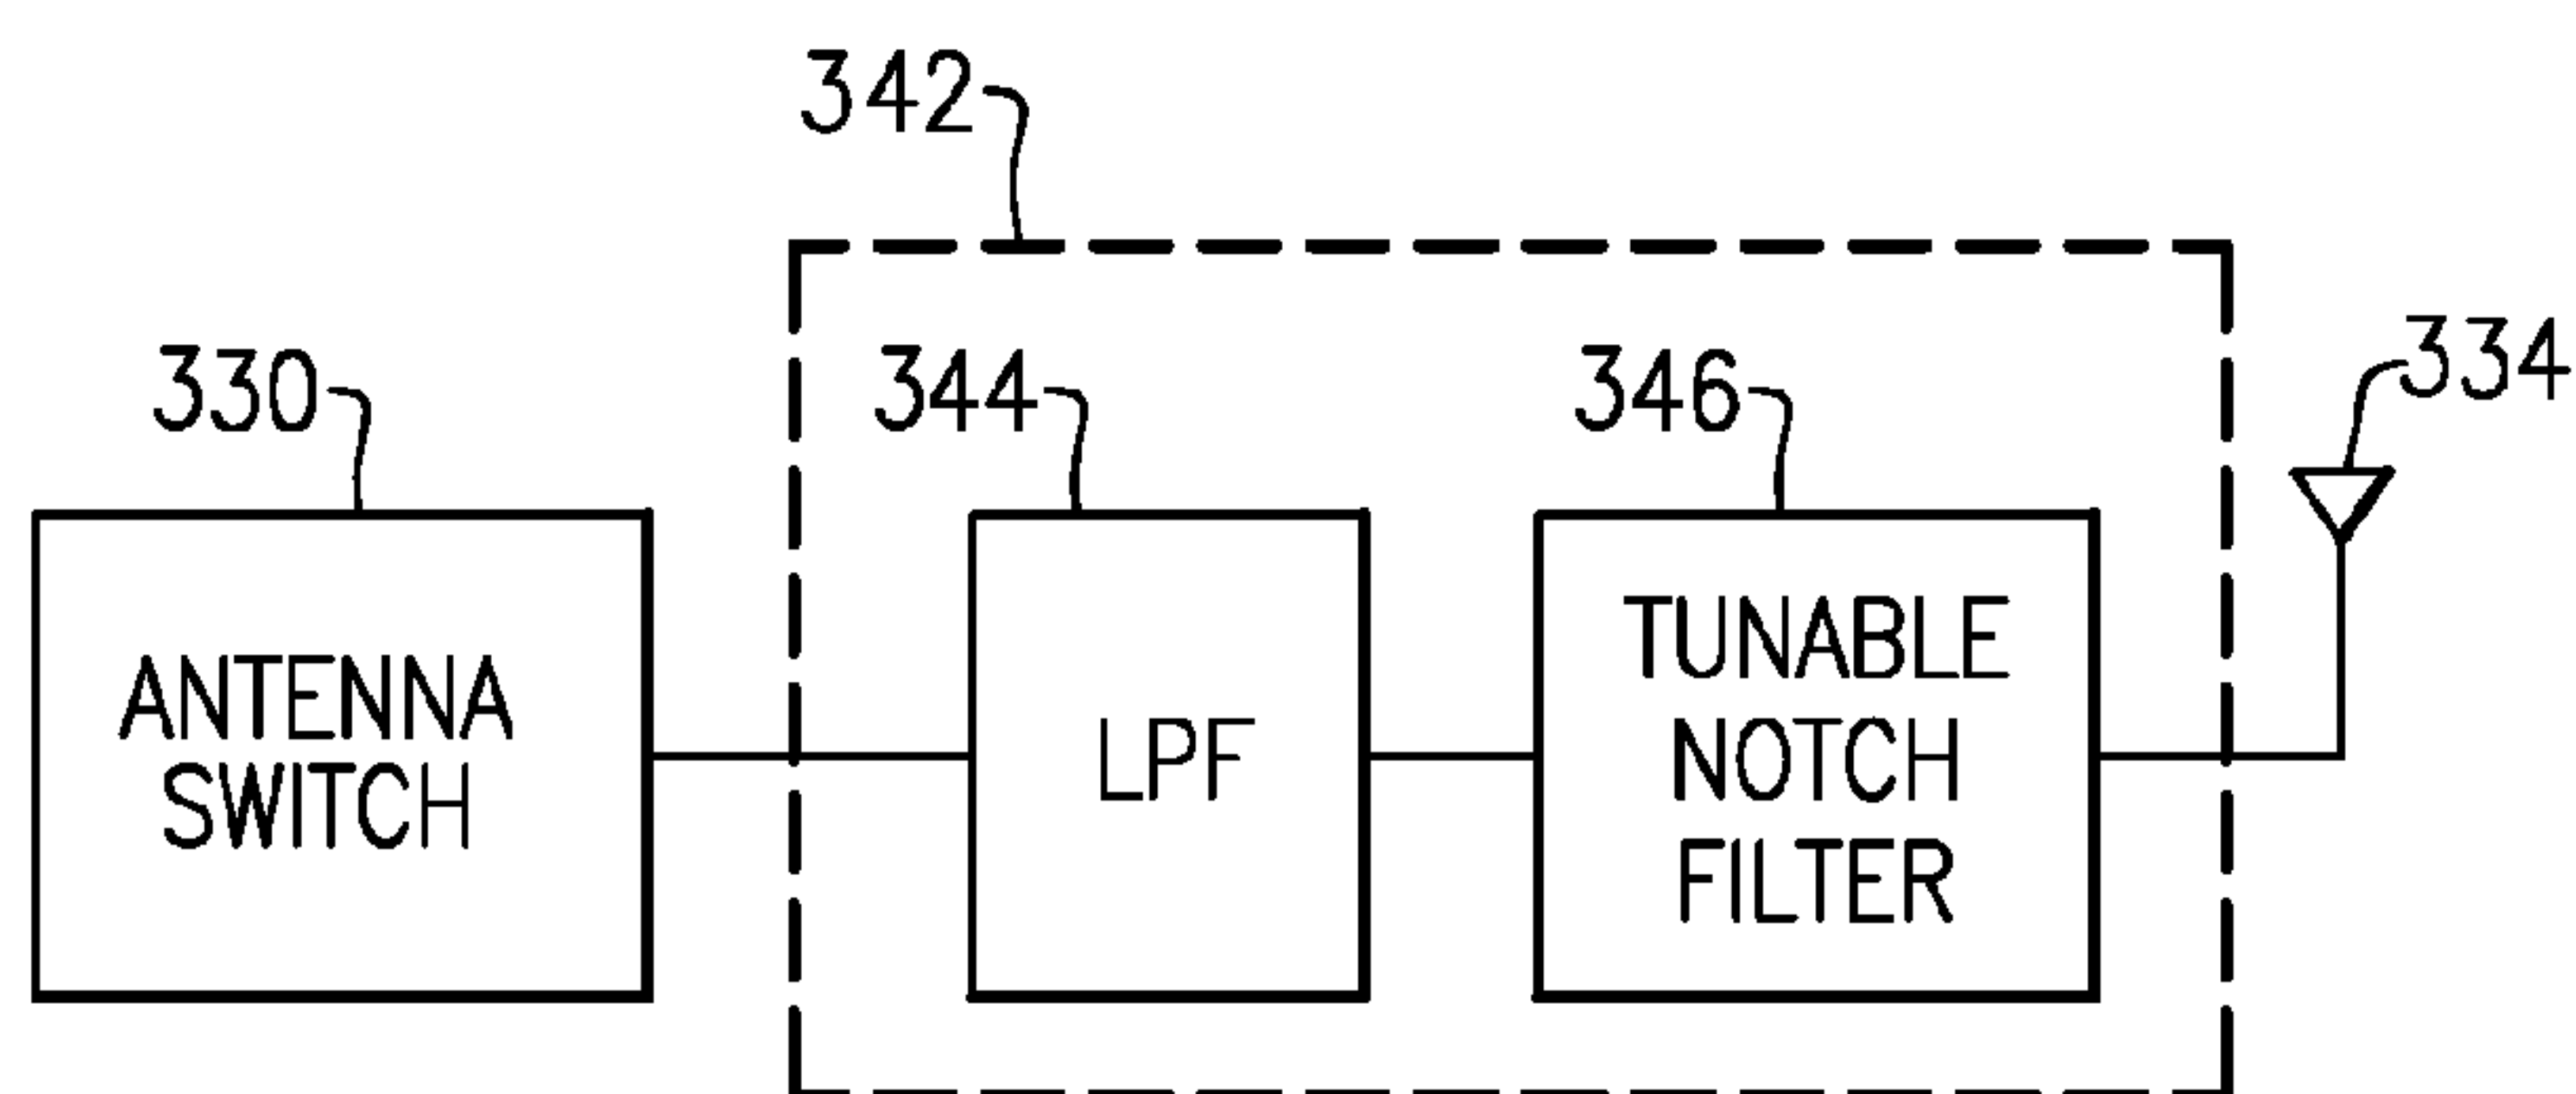 342
330
344
346
334
ANTENNA
SWITCH
LPF
TUNABLE
NOTCH
FILTER